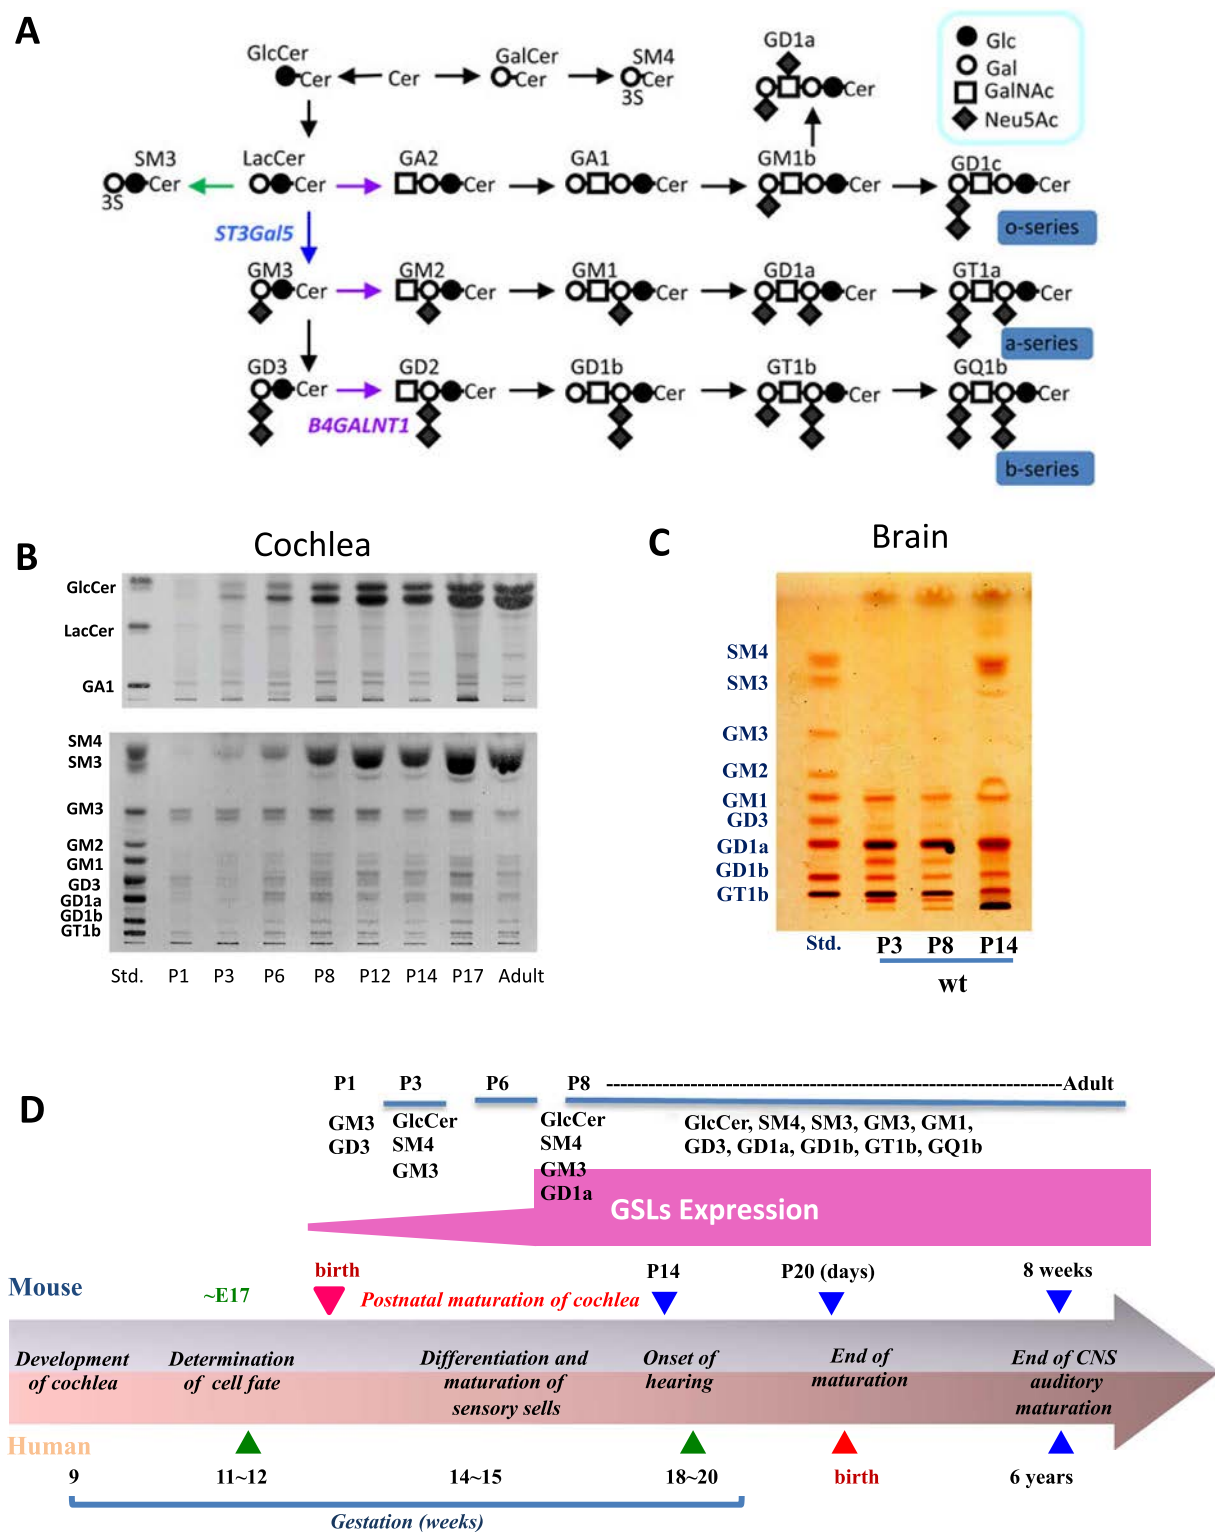 A
GlcCer
Cer
Cer
GalCer
Cer
SM4
Cer
3S
GD1a
Cer
Glc
Gal
GalNAc
Neu5Ac
SM3
Cer
3S
LacCer
Cer
GA2
Cer
GA1
Cer
GM1b
Cer
GD1c
Cer
o-series
ST3Gal5
GM3
Cer
GM2
Cer
GM1
Cer
GD1a
Cer
GT1a
Cer
a-series
GD3
Cer
GD2
Cer
GD1b
Cer
GT1b
Cer
GQ1b
Cer
B4GALNT1
b-series
B
Cochlea
GlcCer
LacCer
GA1
SM4
SM3
GM3
GM2
GM1
GD3
GD1a
GD1b
GT1b
Std. P1 P3 P6 P8 P12 P14 P17 Adult
C
Brain
SM4
SM3
GM3
GM2
GM1
GD3
GD1a
GD1b
GT1b
Std. P3 P8 P14
wt
D
P1 P3 P6 P8 ------------------------------------------------------------------Adult
GM3
GD3
GlcCer
SM4
GM3
GlcCer
SM4
GM3
GD1a
GlcCer, SM4, SM3, GM3, GM1,
GD3, GD1a, GD1b, GT1b, GQ1b
GSLs Expression
Mouse
~E17
birth
Postnatal maturation of cochlea
P14
P20 (days)
8 weeks
Development
of cochlea
Determination
of cell fate
Differentiation and
maturation of
sensory sells
Onset of
hearing
End of
maturation
End of CNS
auditory
maturation
Human
9
11~12
14~15
18~20
birth
6 years
Gestation (weeks)